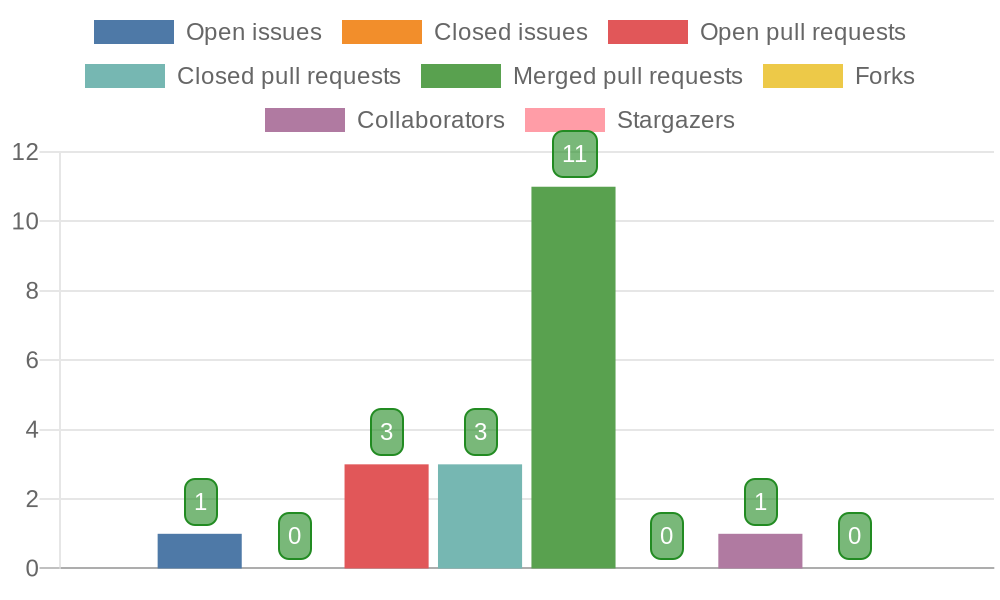 Open issues Closed issues Open pull requests
Closed pull requests Merged pull requests Forks
Collaborators Stargazers
12
11
10
8
6
4
3 3
2
1 1
0 0 0
0